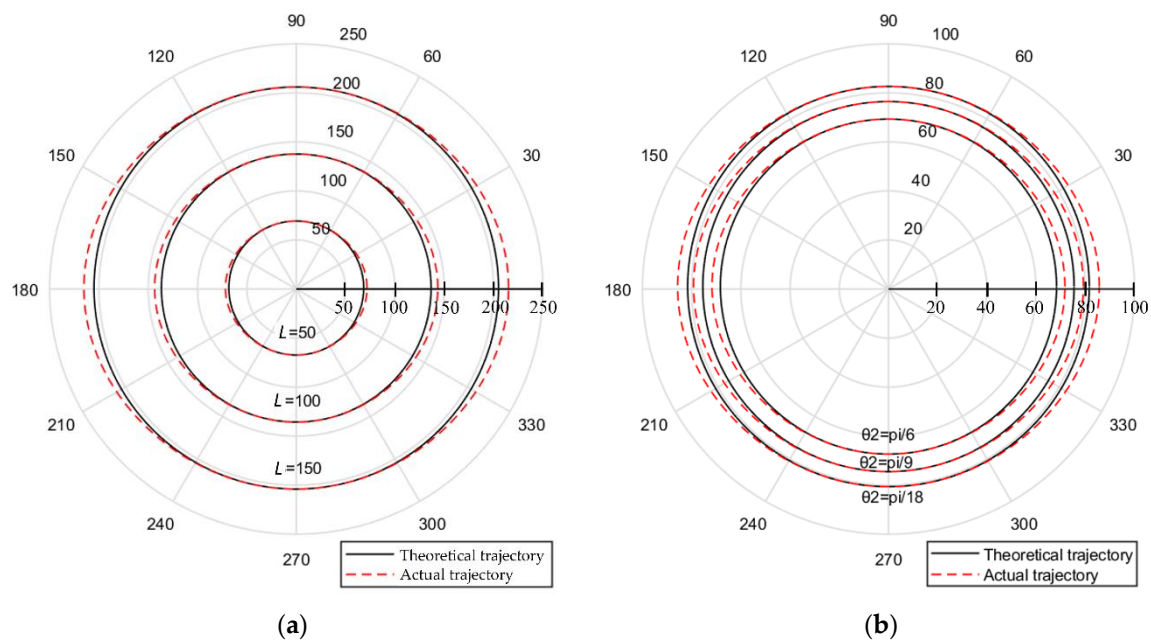 90
250
120
60
200
150
150
30
100
50
180
50 100 150 200 250
L=50
L=100
210
330
L=150
240
300
270
Theoretical trajectory
Actual trajectory
(a)
90
100
120
60
80
60
150
30
40
20
180
20 40 60 80 100
θ2=pi/6
210
330
θ2=pi/9
θ2=pi/18
240
300
270
Theoretical trajectory
Actual trajectory
(b)